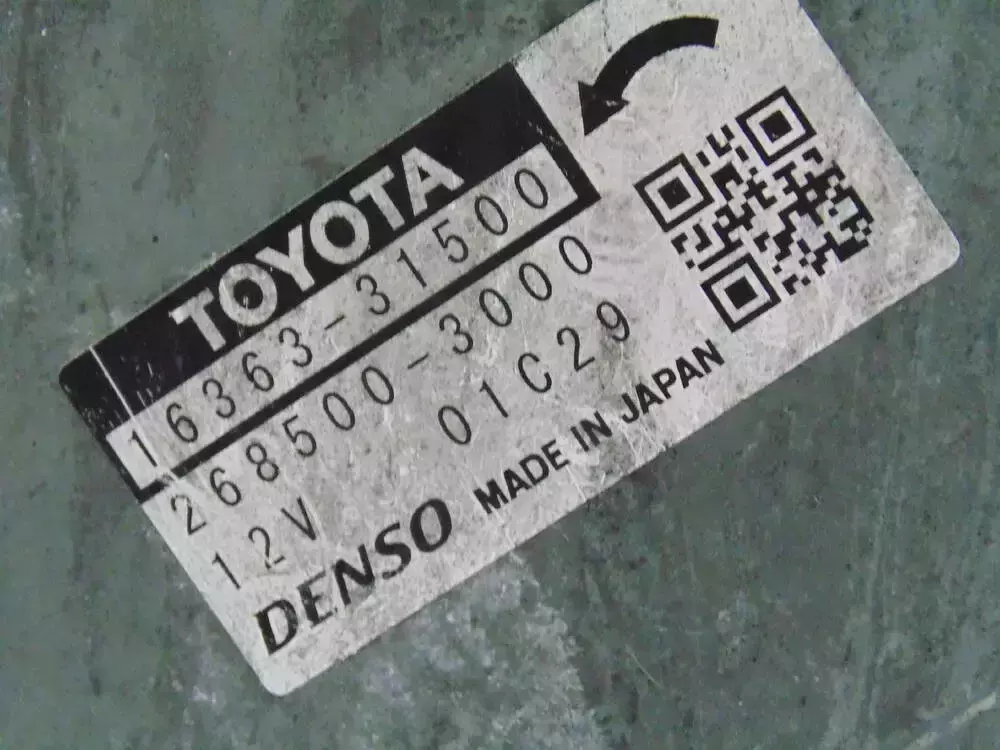 TOYOTA
16363-31500
268500-3000
12V 01C29
DENSO MADE IN JAPAN